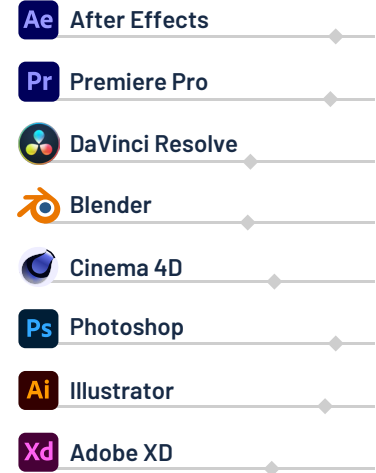 Ae After Effects
Pr Premiere Pro
DaVinci Resolve
Blender
Cinema 4D
Ps Photoshop
Ai Illustrator
Xd Adobe XD